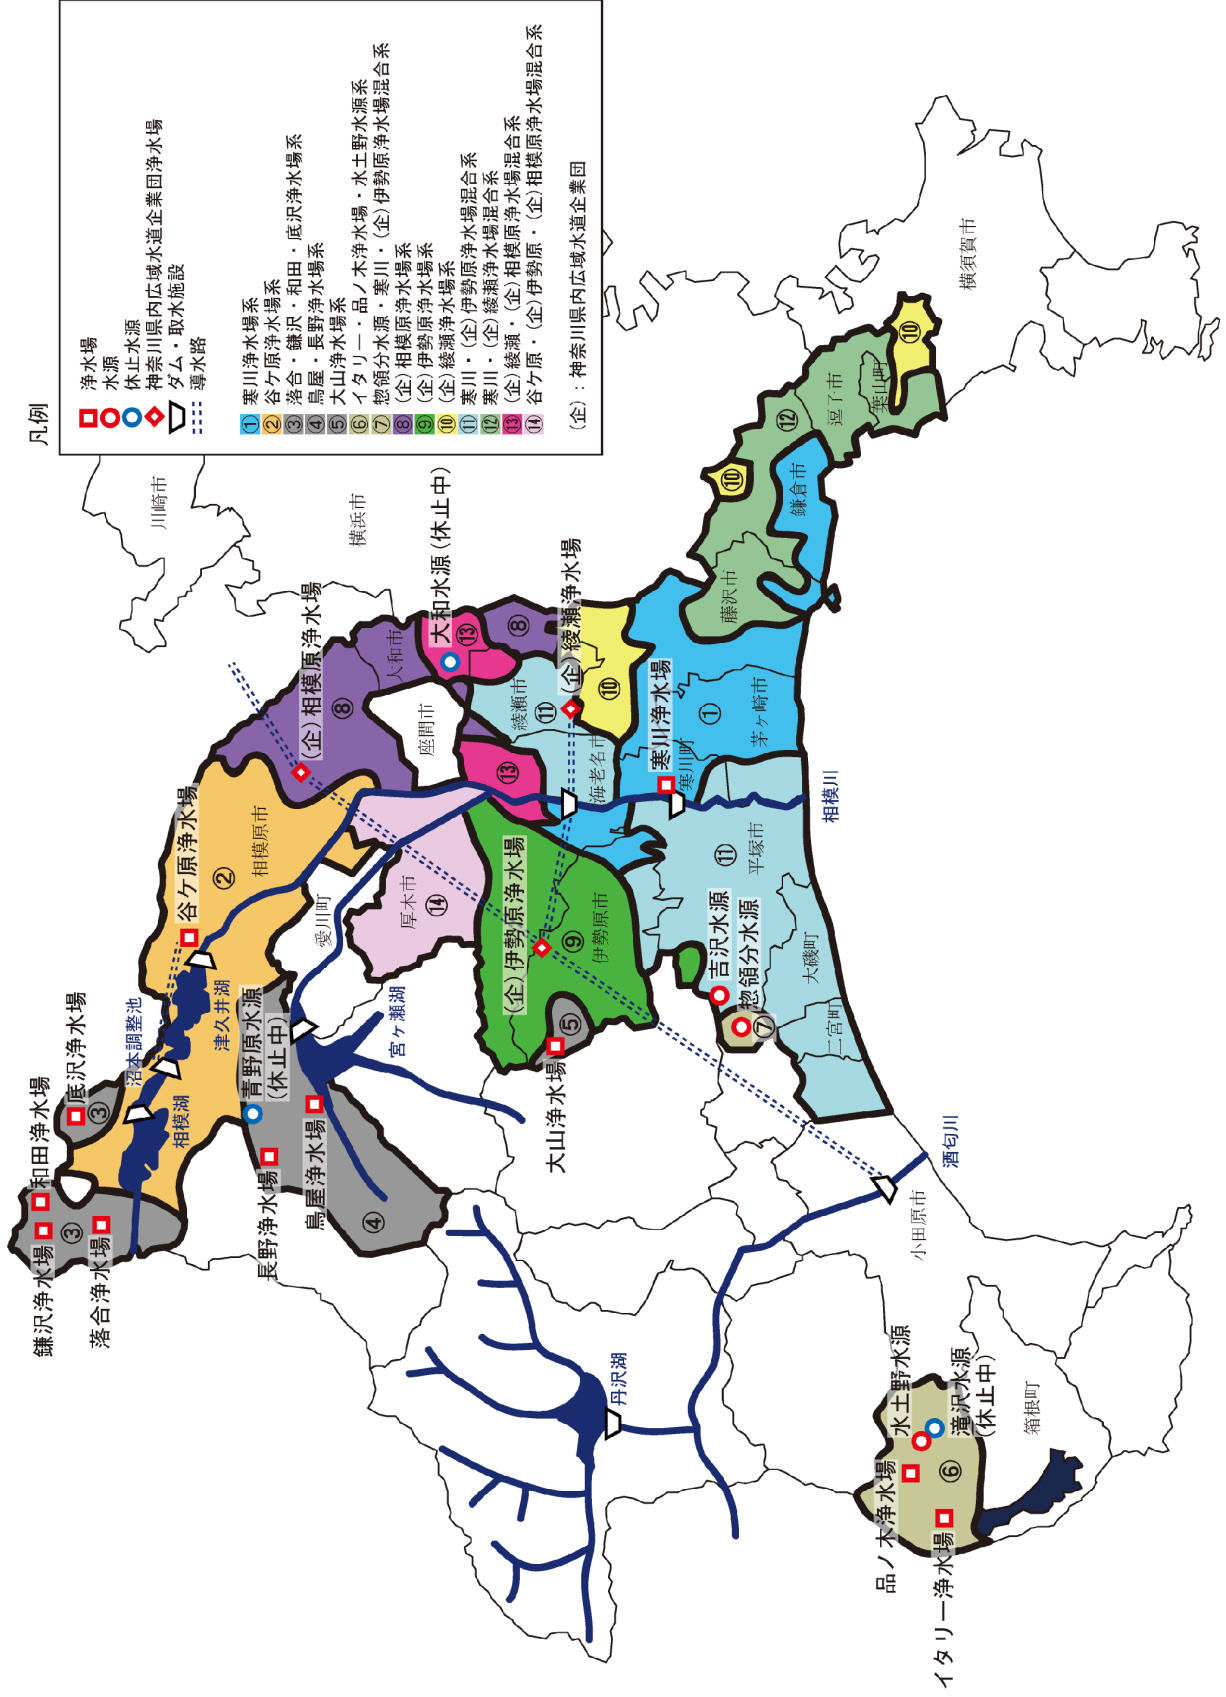 凡例
浄水場
水源
休止水源
神奈川県内広域水道企業団浄水場
ダム・取水施設
導水路
① 寒川浄水場系
② 谷ケ原浄水場系
③ 落合・鎌沢・和田・底沢浄水場系
④ 鳥屋・長野浄水場系
⑤ 大山浄水場系
⑥ イタリー・品ノ木浄水場・水土野水源系
⑦ 惣領分水源・寒川・(企)伊勢原浄水場混合系
⑧ (企)相模原浄水場系
⑨ (企)伊勢原浄水場系
⑩ (企)綾瀬浄水場系
⑪ 寒川・(企)伊勢原浄水場混合系
⑫ 寒川・(企)綾瀬浄水場混合系
⑬ (企)綾瀬・(企)相模原浄水場混合系
⑭ 谷ケ原・(企)伊勢原・(企)相模原浄水場混合系
(企)：神奈川県内広域水道企業団
鎌沢浄水場
和田浄水場
③
落合浄水場
底沢浄水場
③
沼本調整池
相模湖
津久井湖
谷ケ原浄水場
②
相模原市
川崎市
青野原水源
(休止中)
長野浄水場
鳥屋浄水場
④
宮ケ瀬湖
愛川町
(企)相模原浄水場
⑧
大和市
横浜市
座間市
大和水源(休止中)
⑬
⑧
厚木市
⑭
⑬
綾瀬市
⑪
(企)綾瀬浄水場
⑩
海老名市
(企)伊勢原浄水場
⑨
伊勢原市
⑤
大山浄水場
寒川浄水場
寒川町
①
茅ケ崎市
藤沢市
⑩
鎌倉市
⑫
逗子市
葉山町
⑩
横須賀市
⑪
平塚市
相模川
吉沢水源
惣領分水源
⑦
大磯町
二宮町
酒匂川
小田原市
丹沢湖
水土野水源
滝沢水源
(休止中)
品ノ木浄水場
⑥
イタリー浄水場
箱根町